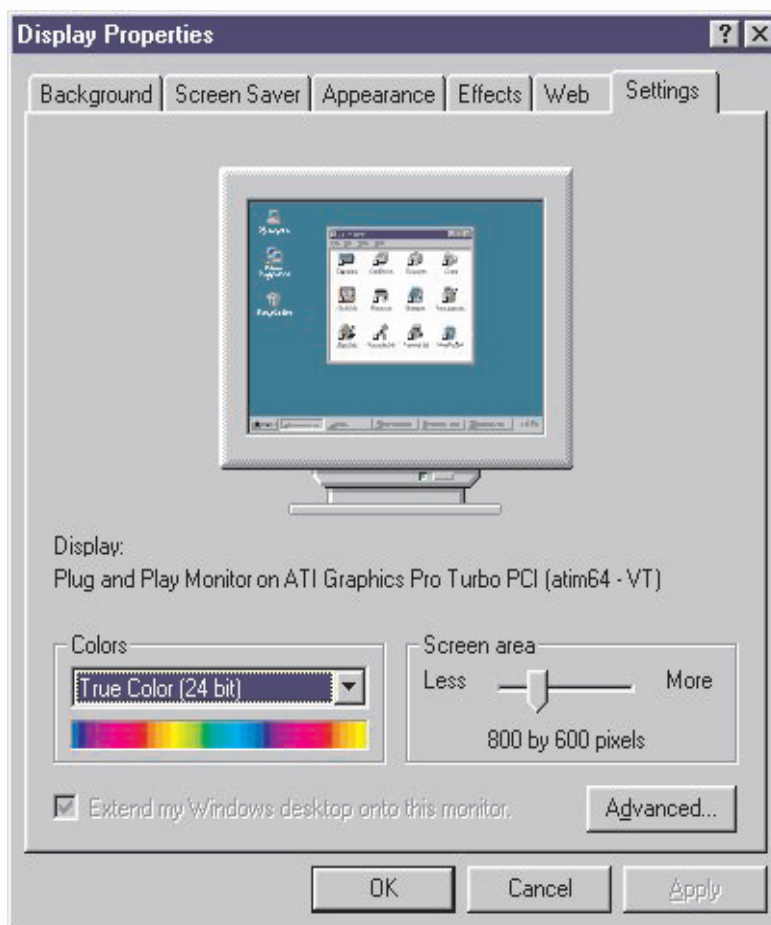 Display Properties
Background Screen Saver Appearance Effects Web Settings
Display:
Plug and Play Monitor on ATI Graphics Pro Turbo PCI (atim64 - VT)
Colors
True Color (24 bit)
Screen area
Less More
800 by 600 pixels
Extend my Windows desktop onto this monitor.
Advanced...
OK Cancel Apply